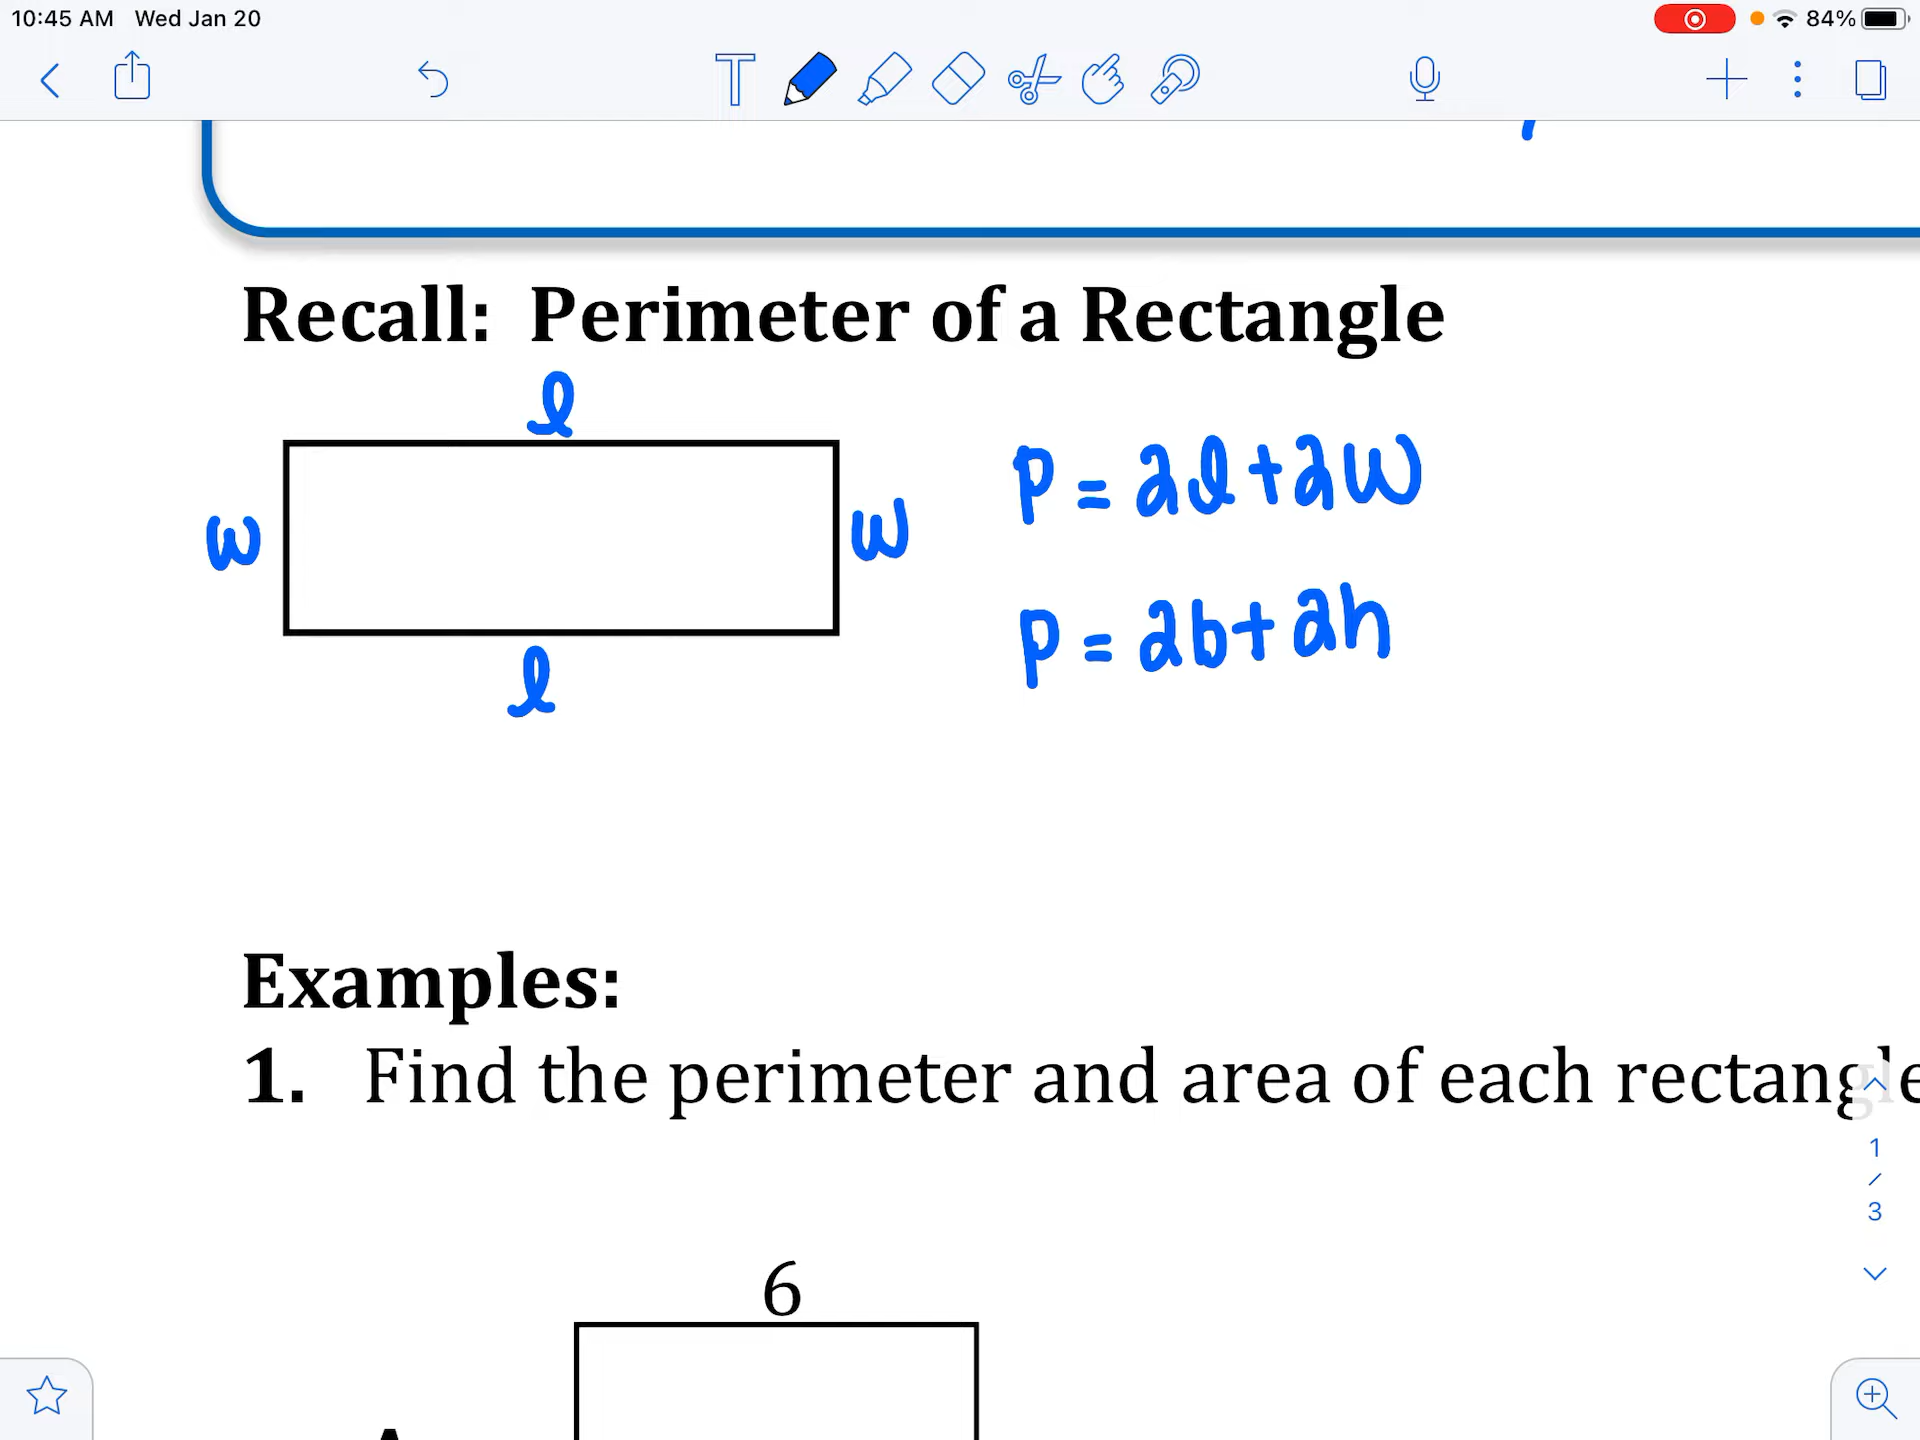 10:45 AM Wed Jan 20
84%
Recall: Perimeter of a Rectangle
l
w
w
l
P = 2l + 2w
P = 2b + 2h
Examples:
1. Find the perimeter and area of each rectangle
6
1
/
3